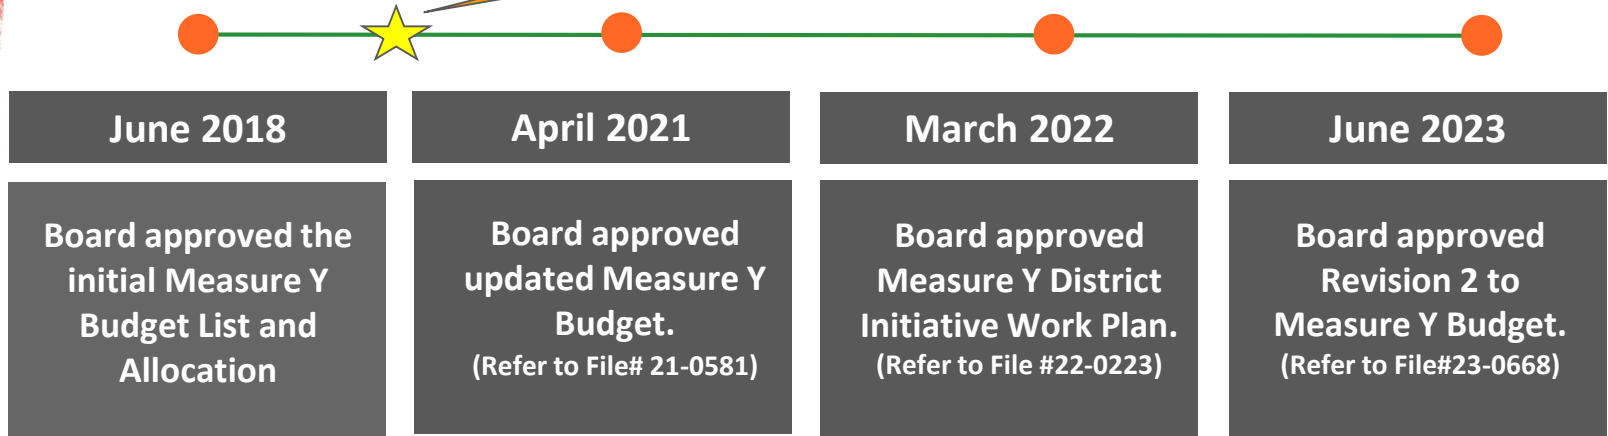 June 2018
Board approved the
initial Measure Y
Budget List and
Allocation
April 2021
Board approved
updated Measure Y
Budget.
(Refer to File# 21-0581)
March 2022
Board approved
Measure Y District
Initiative Work Plan.
(Refer to File #22-0223)
June 2023
Board approved
Revision 2 to
Measure Y Budget.
(Refer to File#23-0668)